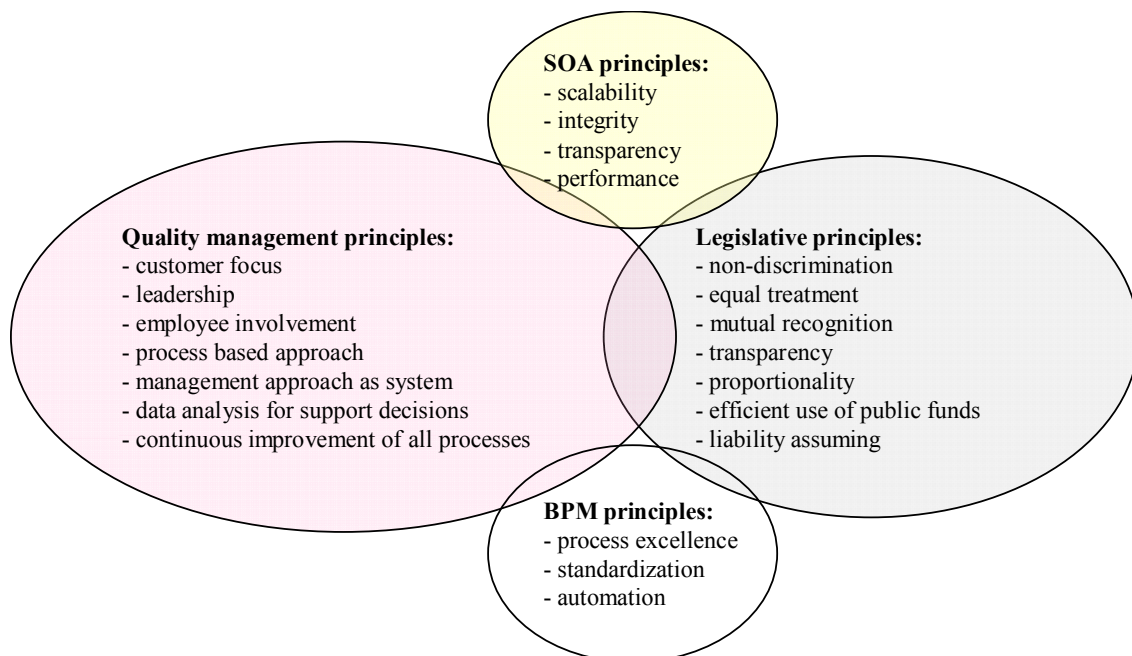 SOA principles:
- scalability
- integrity
- transparency
- performance
Quality management principles:
- customer focus
- leadership
- employee involvement
- process based approach
- management approach as system
- data analysis for support decisions
- continuous improvement of all processes
Legislative principles:
- non-discrimination
- equal treatment
- mutual recognition
- transparency
- proportionality
- efficient use of public funds
- liability assuming
BPM principles:
- process excellence
- standardization
- automation